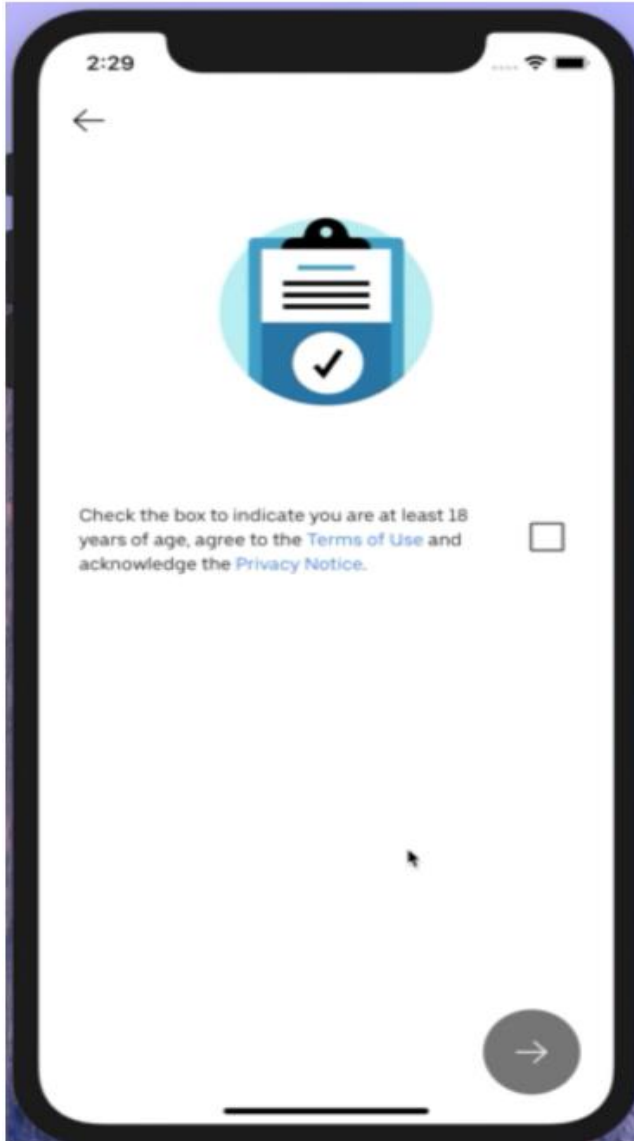 2:29
Check the box to indicate you are at least 18
years of age, agree to the Terms of Use and
acknowledge the Privacy Notice.